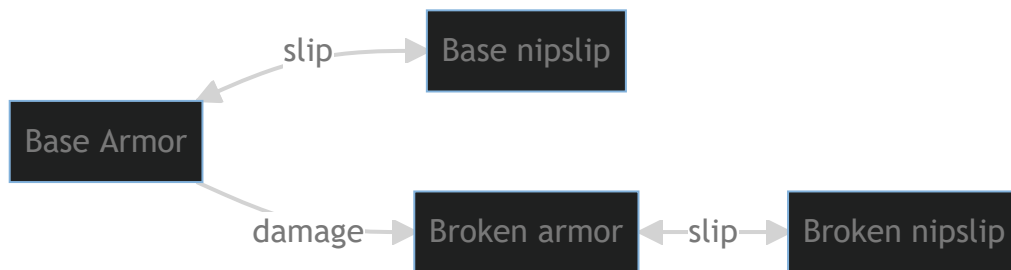 slip
Base nipslip
Base Armor
damage
Broken armor
slip
Broken nipslip